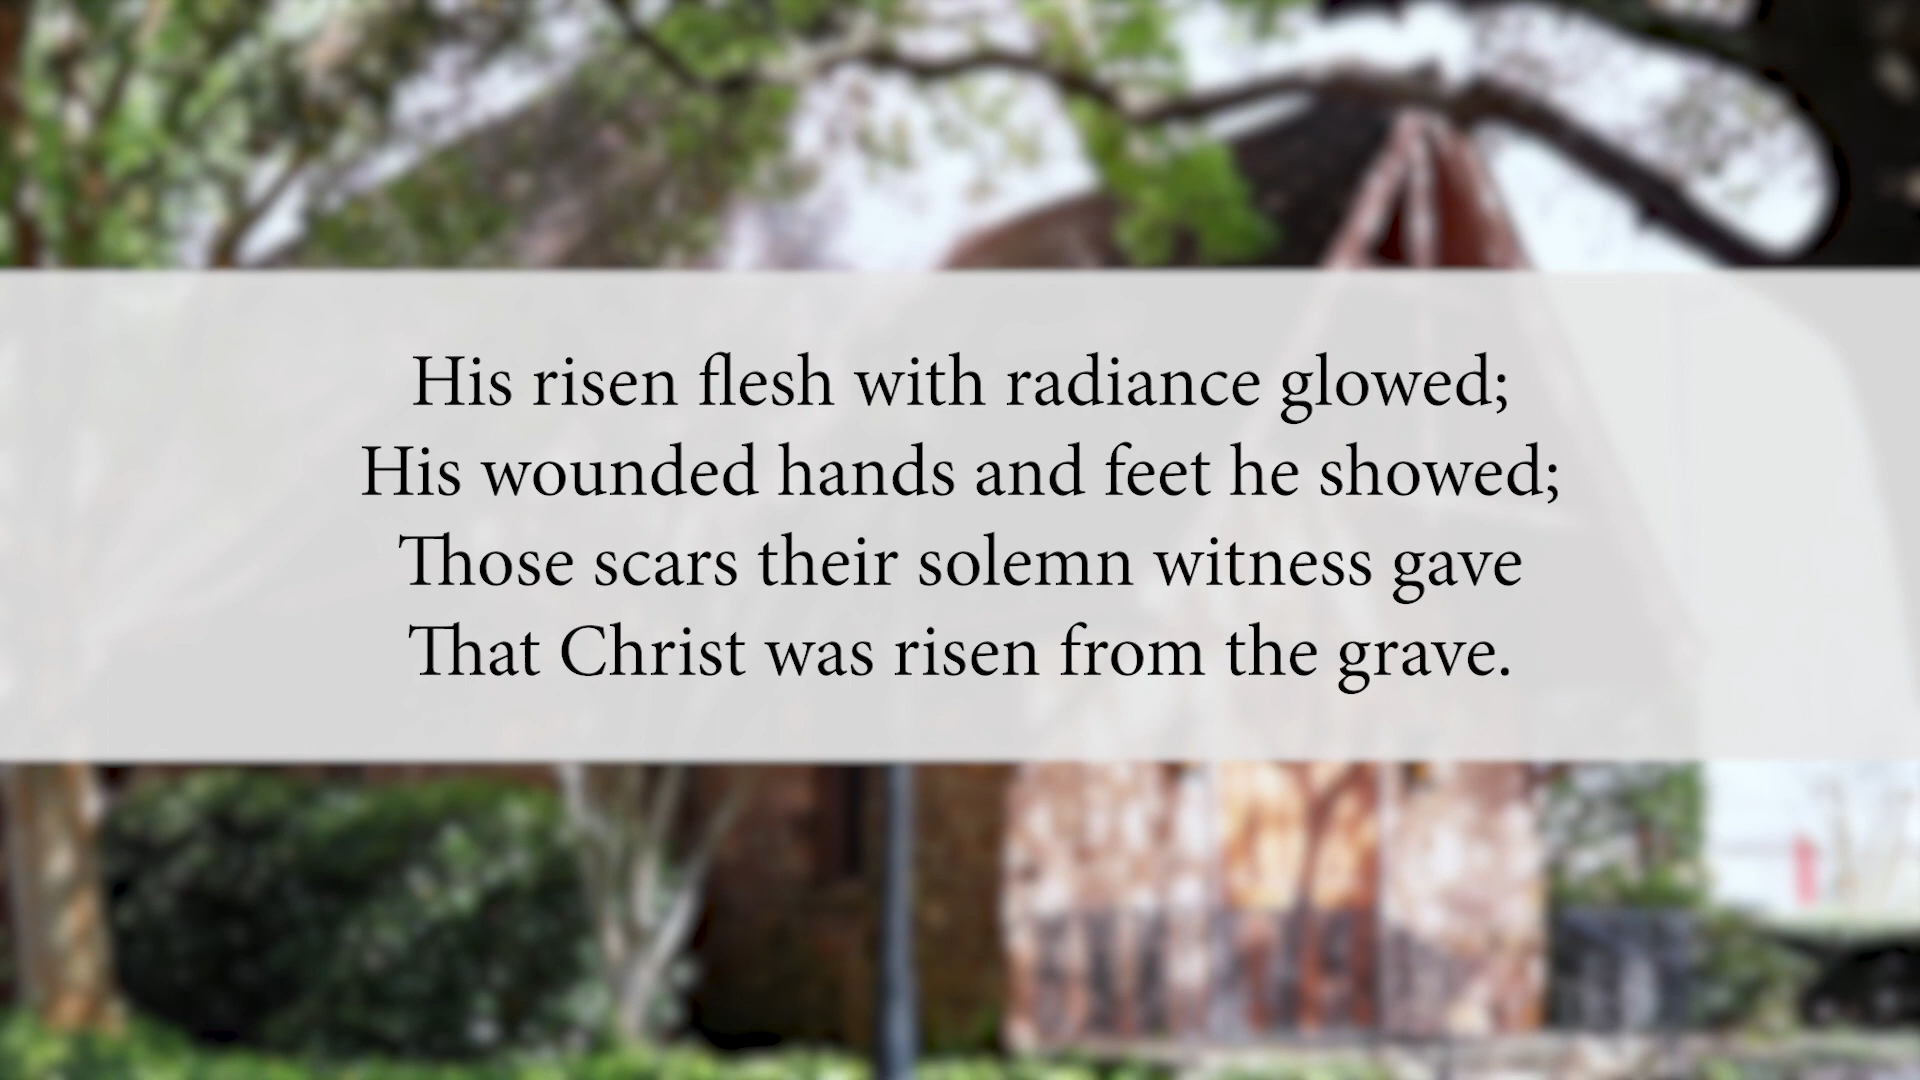 His risen flesh with radiance glowed;
His wounded hands and feet he showed;
Those scars their solemn witness gave
That Christ was risen from the grave.